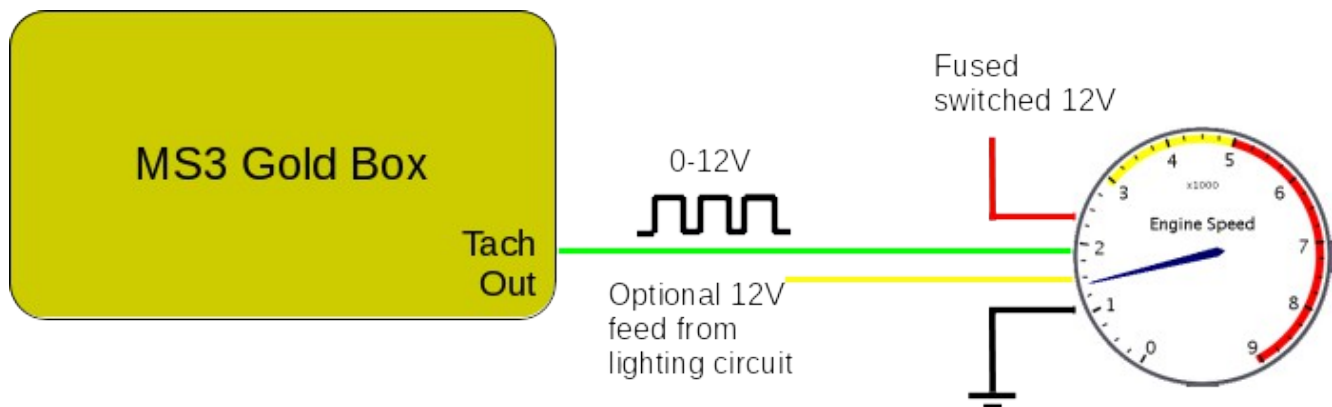 MS3 Gold Box
Tach
Out
0-12V
Optional 12V
feed from
lighting circuit
Fused
switched 12V
0
1
2
3
4
5
6
7
8
9
x1000
Engine Speed